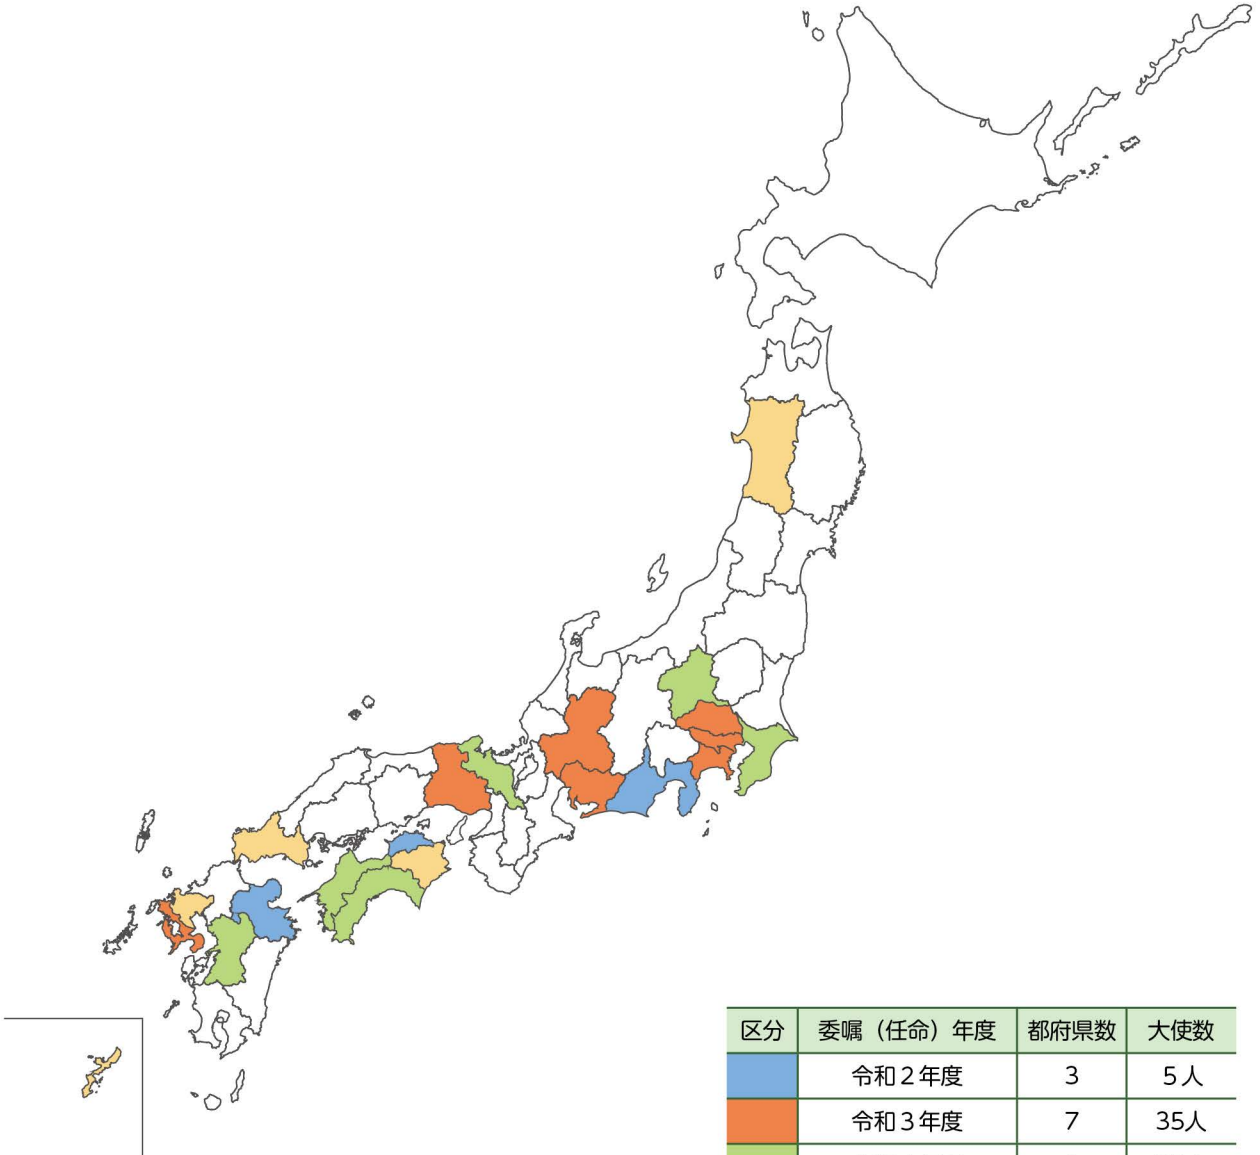 区分 委嘱（任命）年度 都府県数 大使数
令和２年度 3 5人
令和３年度 7 35人